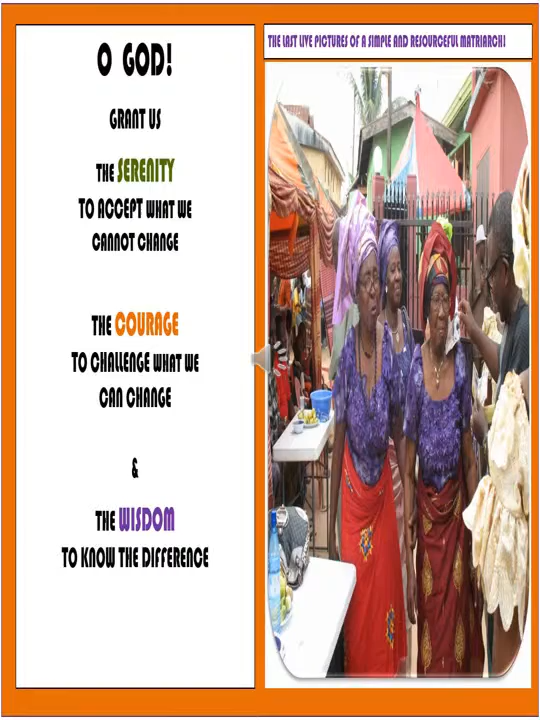 O GOD!
GRANT US
THE SERENITY
TO ACCEPT WHAT WE
CANNOT CHANGE
THE COURAGE
TO CHALLENGE WHAT WE
CAN CHANGE
&
THE WISDOM
TO KNOW THE DIFFERENCE
THE LAST LIVE PICTURES OF A SIMPLE AND RESOURCEFUL MATRIARCH!